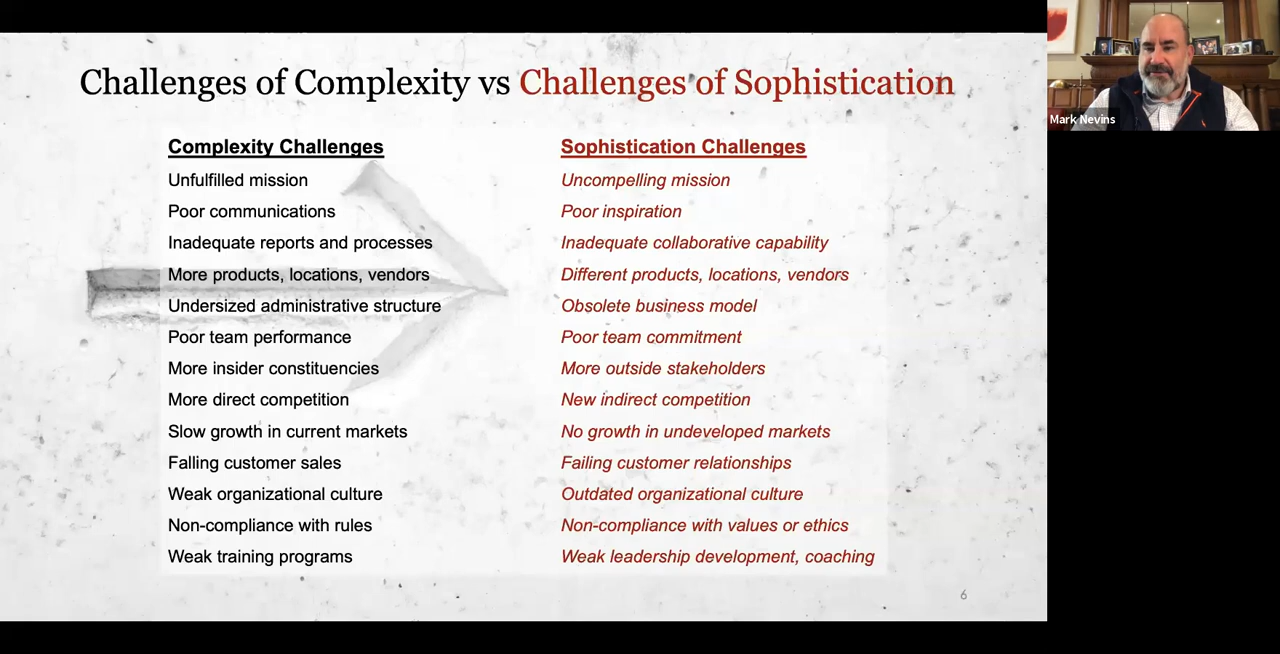 Challenges of Complexity vs Challenges of Sophistication
Mark Nevins
Complexity Challenges
Unfulfilled mission
Poor communications
Inadequate reports and processes
More products, locations, vendors
Undersized administrative structure
Poor team performance
More insider constituencies
More direct competition
Slow growth in current markets
Falling customer sales
Weak organizational culture
Non-compliance with rules
Weak training programs
Sophistication Challenges
Uncompelling mission
Poor inspiration
Inadequate collaborative capability
Different products, locations, vendors
Obsolete business model
Poor team commitment
More outside stakeholders
New indirect competition
No growth in undeveloped markets
Failing customer relationships
Outdated organizational culture
Non-compliance with values or ethics
Weak leadership development, coaching
6